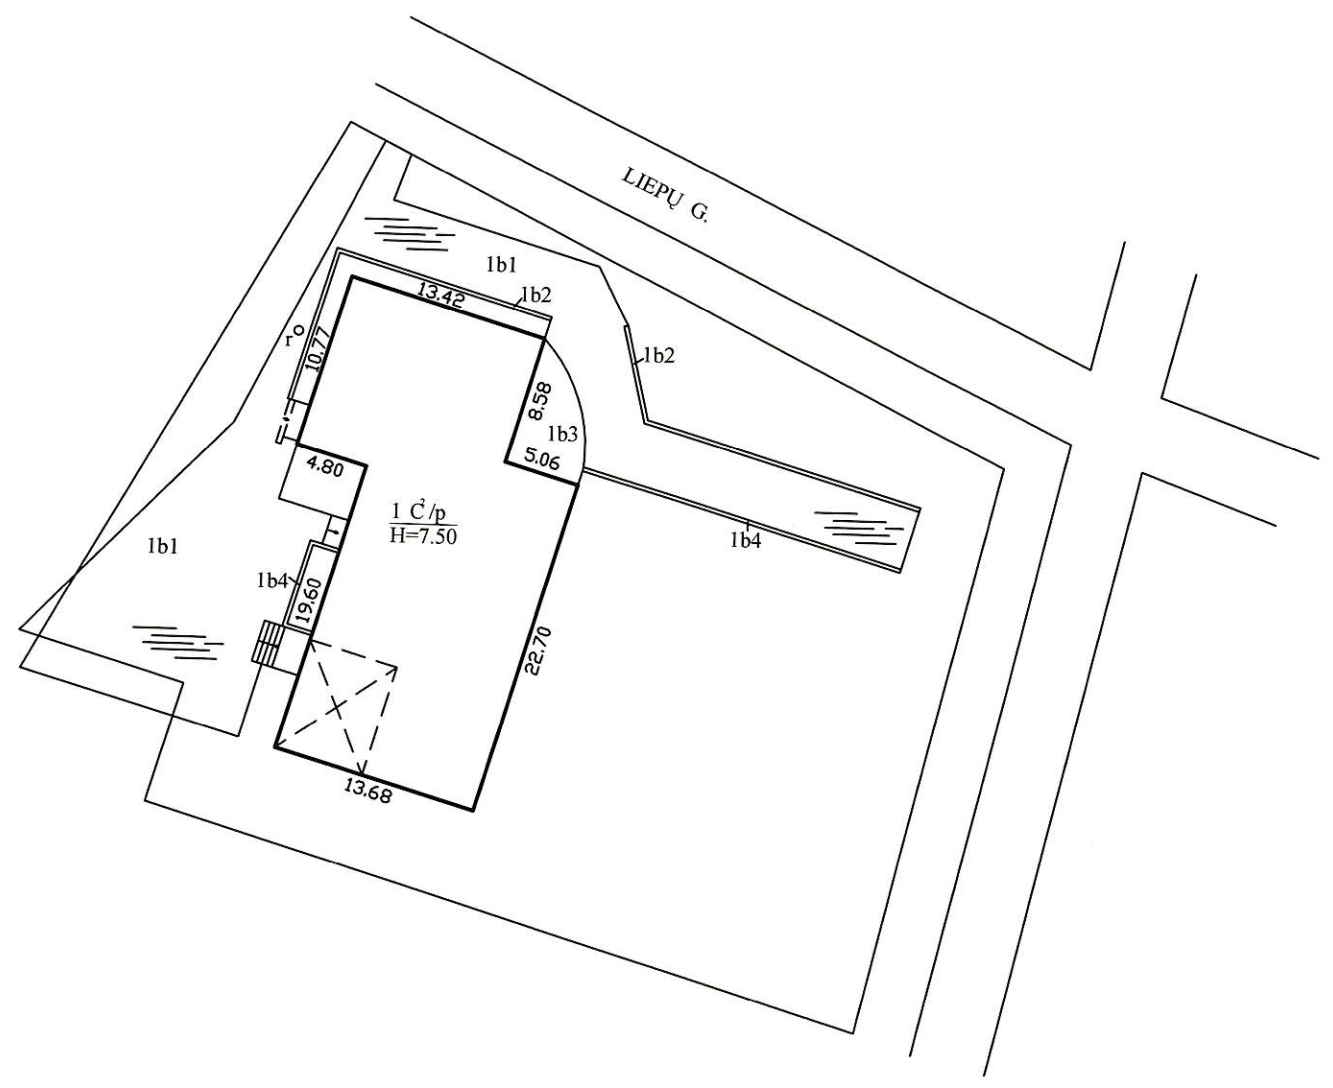 LIEPŲ G.
1b1
13.42
1b2
r
10.77
1b2
8.58
1b3
5.06
4.80
1 C²/p
H=7.50
1b4
1b1
1b4
19.60
22.70
13.68